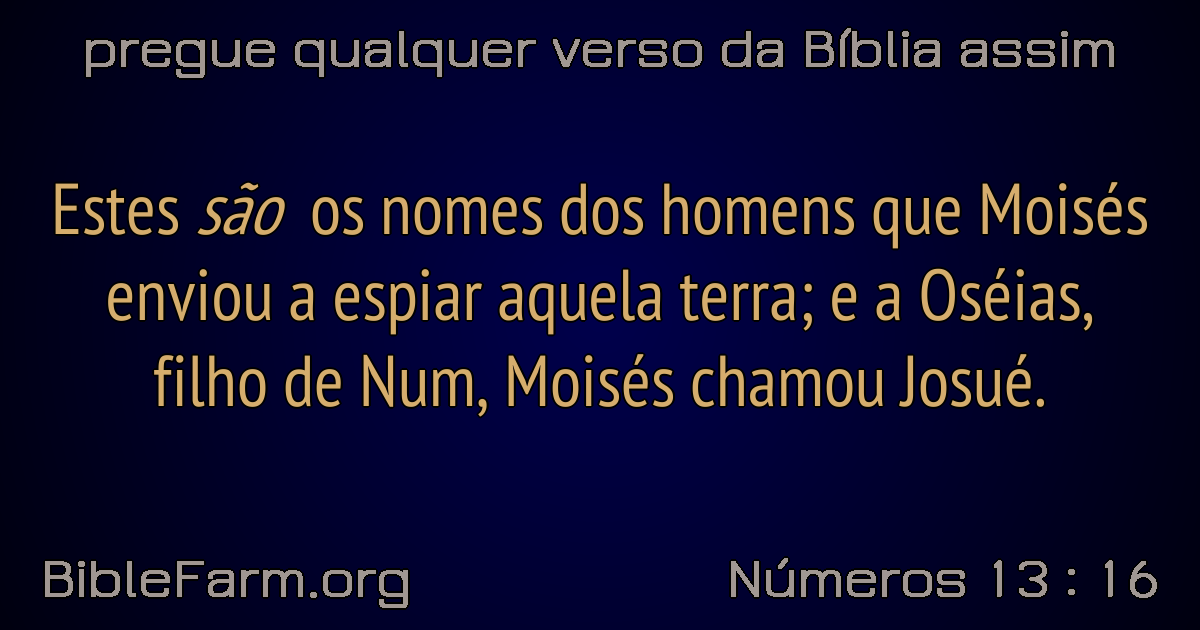 pregue qualquer verso da Bíblia assim
Estes são os nomes dos homens que Moisés
enviou a espiar aquela terra; e a Oséias,
filho de Num, Moisés chamou Josué.
BibleFarm.org
Números 13 : 16